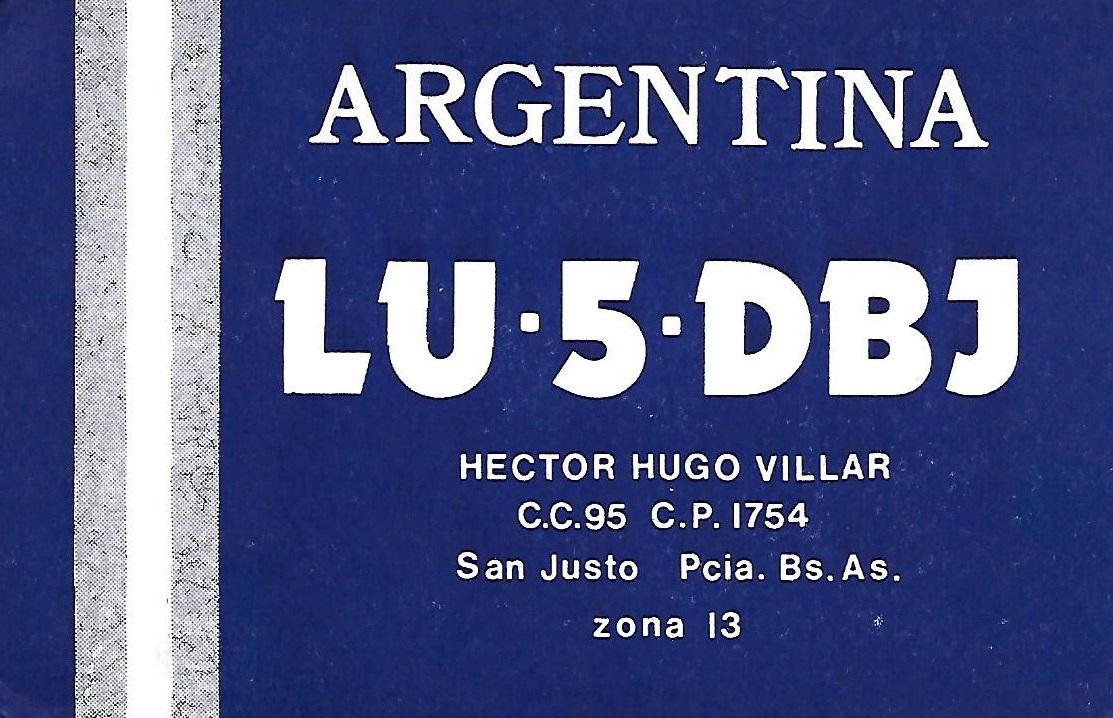 ARGENTINA
LU·5·DBJ
HECTOR HUGO VILLAR
C.C.95 C.P. 1754
San Justo Pcia. Bs. As.
zona 13